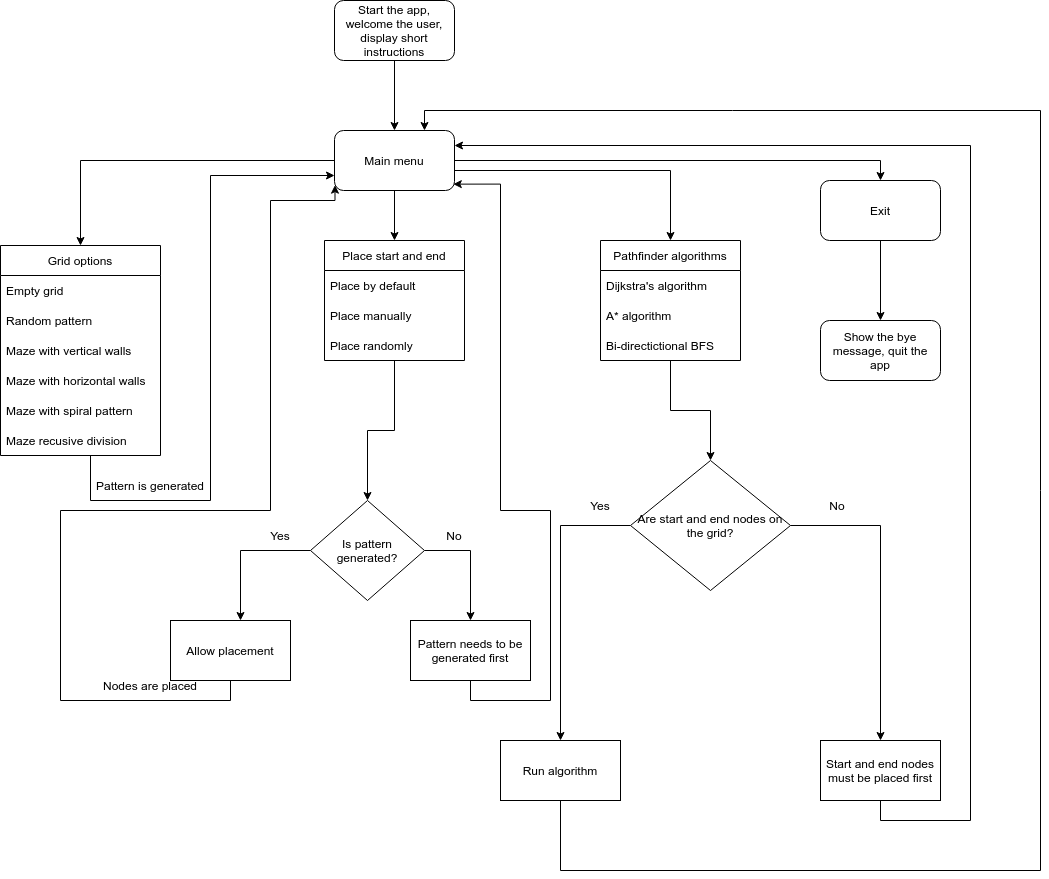 Start the app,
welcome the user,
display short
instructions
Main menu
Exit
Grid options
Empty grid
Random pattern
Maze with vertical walls
Maze with horizontal walls
Maze with spiral pattern
Maze recusive division
Pattern is generated
Place start and end
Place by default
Place manually
Place randomly
Pathfinder algorithms
Dijkstra's algorithm
A* algorithm
Bi-directictional BFS
Show the bye
message, quit the
app
Is pattern
generated?
Yes
No
Allow placement
Nodes are placed
Pattern needs to be
generated first
Are start and end nodes on
the grid?
Yes
No
Run algorithm
Start and end nodes
must be placed first